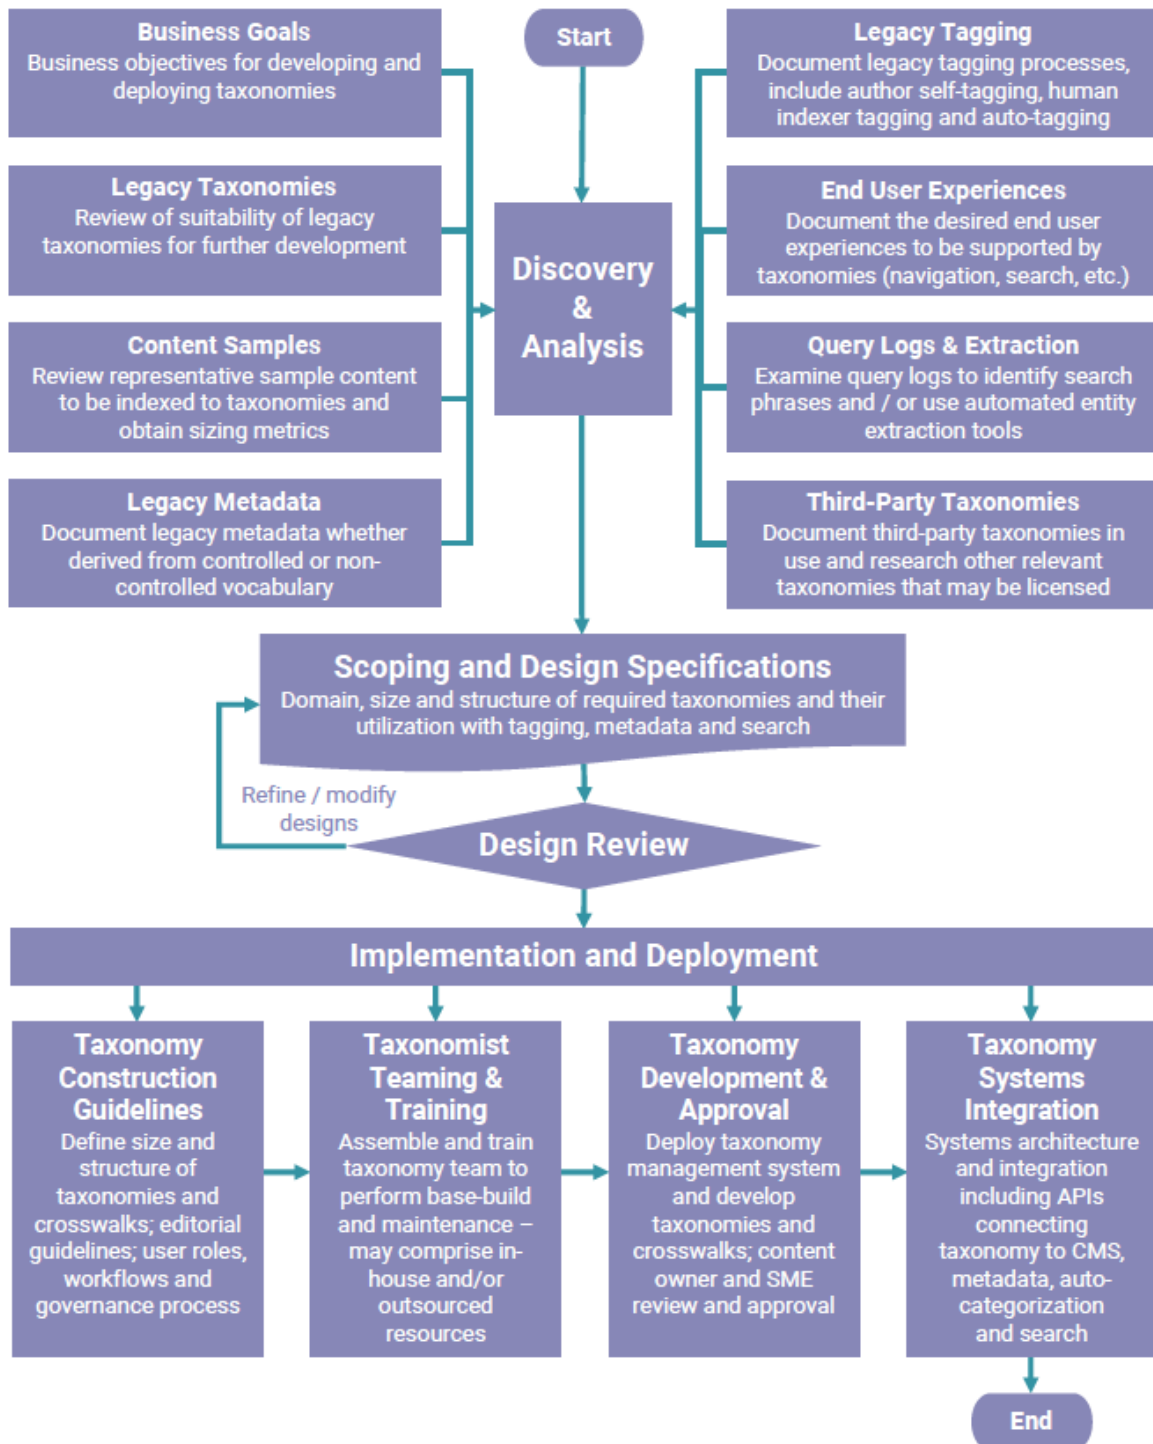 Business Goals
Business objectives for developing and
deploying taxonomies
Start
Legacy Tagging
Document legacy tagging processes,
include author self-tagging, human
indexer tagging and auto-tagging
Legacy Taxonomies
Review of suitability of legacy
taxonomies for further development
Discovery
&
Analysis
End User Experiences
Document the desired end user
experiences to be supported by
taxonomies (navigation, search, etc.)
Content Samples
Review representative sample content
to be indexed to taxonomies and
obtain sizing metrics
Query Logs & Extraction
Examine query logs to identify search
phrases and / or use automated entity
extraction tools
Legacy Metadata
Document legacy metadata whether
derived from controlled or non-
controlled vocabulary
Third-Party Taxonomies
Document third-party taxonomies in
use and research other relevant
taxonomies that may be licensed
Scoping and Design Specifications
Domain, size and structure of required taxonomies and their
utilization with tagging, metadata and search
Refine / modify
designs
Design Review
Implementation and Deployment
Taxonomy
Construction
Guidelines
Define size and
structure of
taxonomies and
crosswalks; editorial
guidelines; user roles,
workflows and
governance process
Taxonomist
Teaming &
Training
Assemble and train
taxonomy team to
perform base-build
and maintenance –
may comprise in-
house and/or
outsourced
resources
Taxonomy
Development &
Approval
Deploy taxonomy
management system
and develop
taxonomies and
crosswalks; content
owner and SME
review and approval
Taxonomy
Systems
Integration
Systems architecture
and integration
including APIs
connecting
taxonomy to CMS,
metadata, auto-
categorization
and search
End